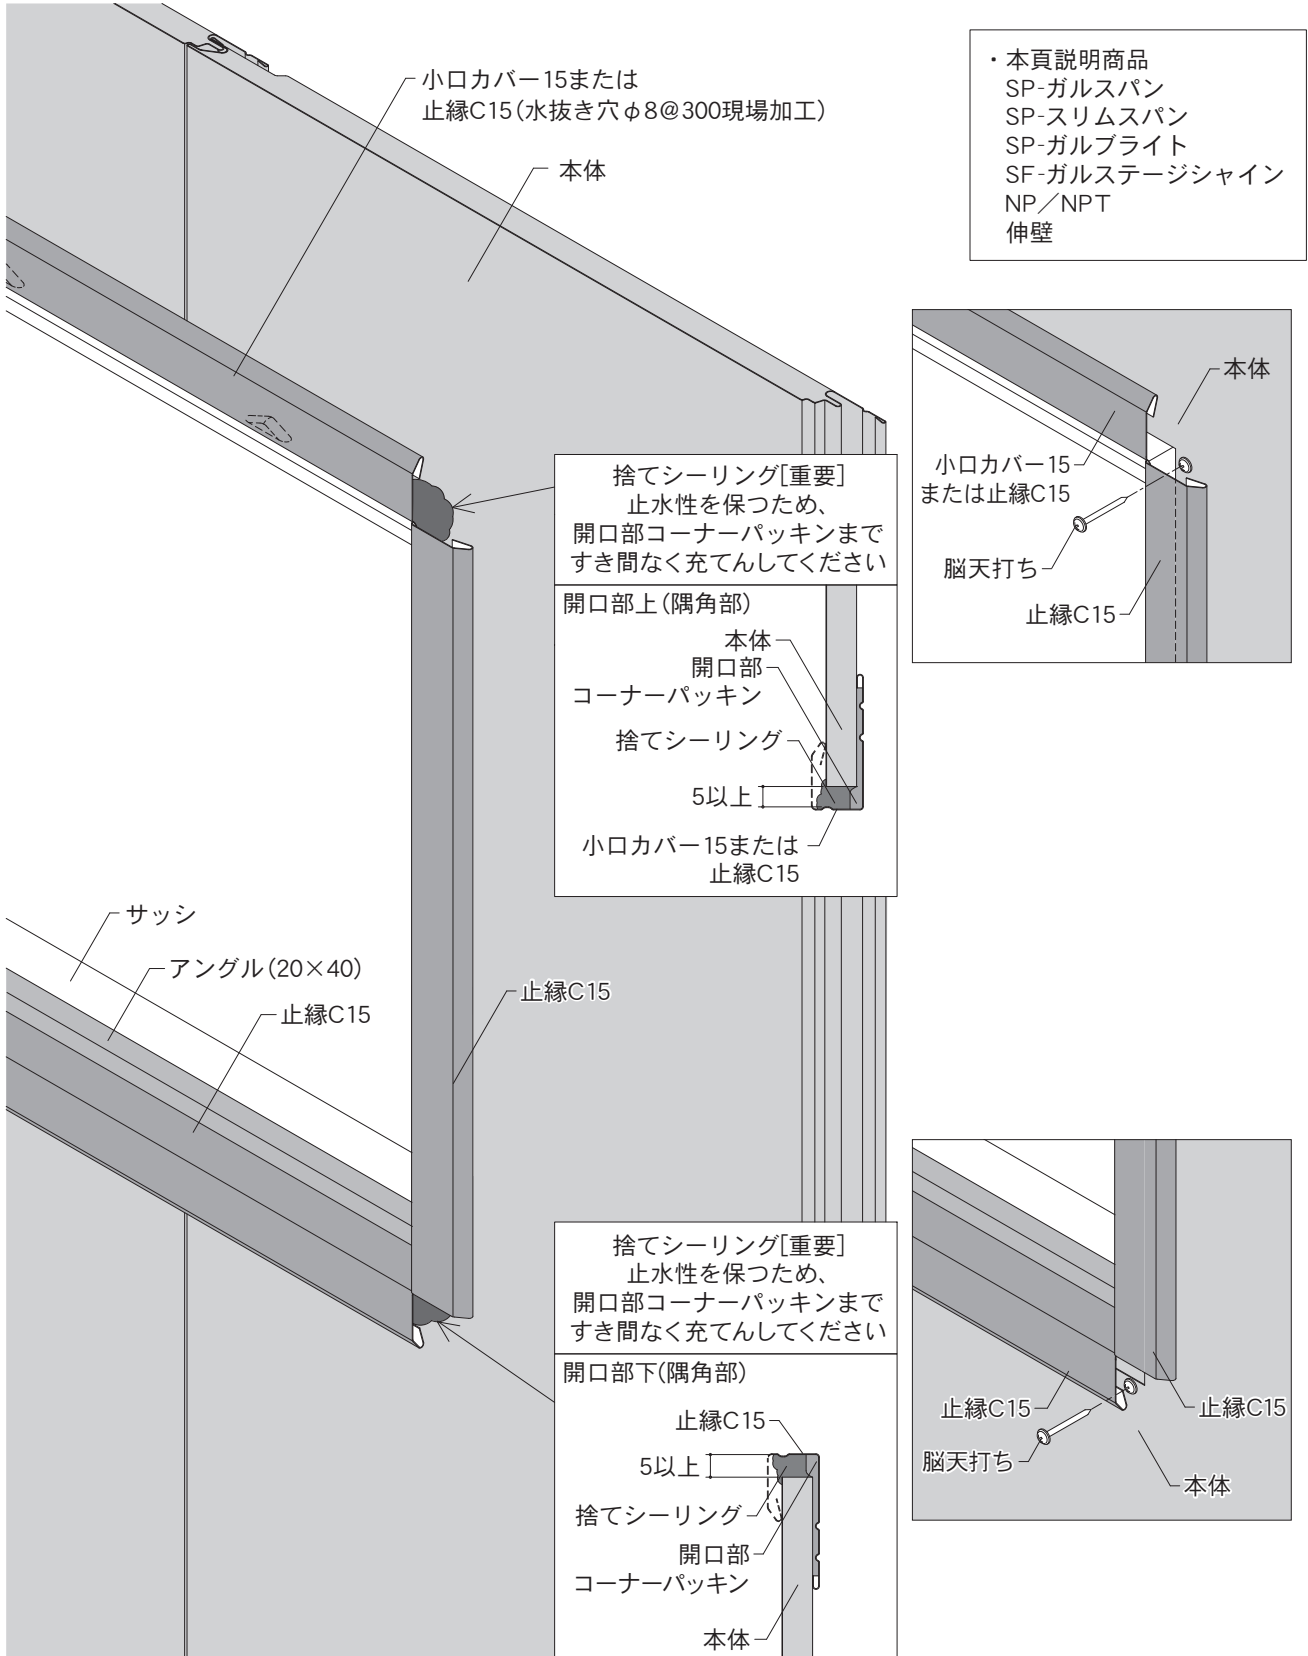 小口カバー15または
止縁C15(水抜き穴φ8@300現場加工)
本体
・本頁説明商品
SP-ガルスパン
SP-スリムスパン
SP-ガルブライト
SF-ガルステージシャイン
NP／NPT
伸壁
本体
小口カバー15
または止縁C15
脳天打ち
止縁C15
捨てシーリング[重要]
止水性を保つため、
開口部コーナーパッキンまで
すき間なく充てんしてください
開口部上(隅角部)
本体
開口部
コーナーパッキン
捨てシーリング
5以上
小口カバー15または
止縁C15
サッシ
アングル(20×40)
止縁C15
止縁C15
捨てシーリング[重要]
止水性を保つため、
開口部コーナーパッキンまで
すき間なく充てんしてください
開口部下(隅角部)
止縁C15
5以上
捨てシーリング
開口部
コーナーパッキン
本体
止縁C15
止縁C15
脳天打ち
本体